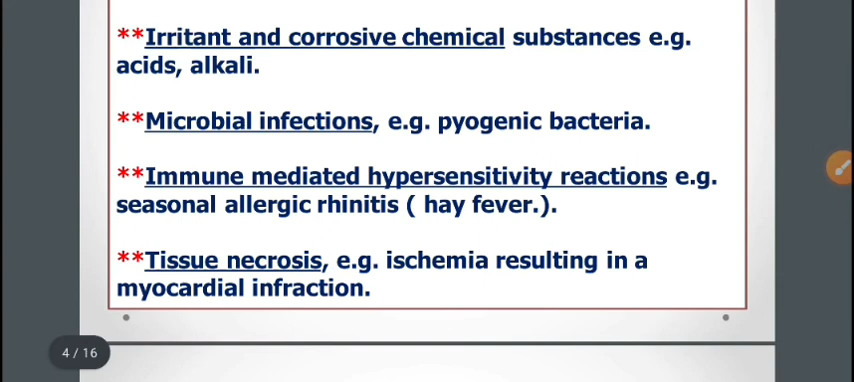 **Irritant and corrosive chemical substances e.g.
acids, alkali.
**Microbial infections, e.g. pyogenic bacteria.
**Immune mediated hypersensitivity reactions e.g.
seasonal allergic rhinitis ( hay fever.).
**Tissue necrosis, e.g. ischemia resulting in a
myocardial infraction.
4 / 16